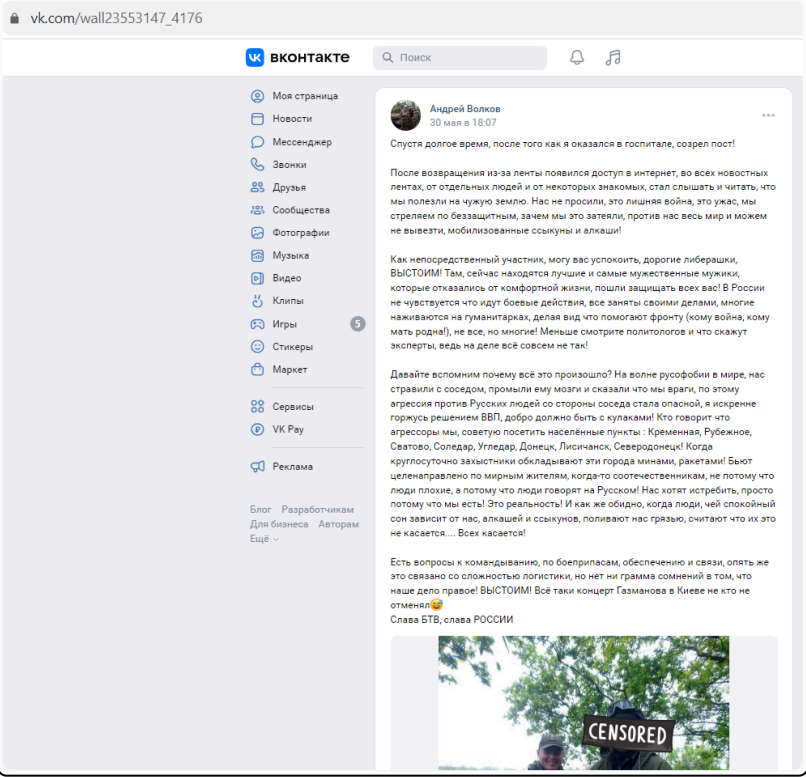 vk.com/wall23553147_4176
вконтакте
Поиск
Моя страница
Новости
Мессенджер
Звонки
Друзья
Сообщества
Фотографии
Музыка
Видео
Клипы
Игры 5
Стикеры
Маркет
Сервисы
VK Pay
Реклама
Блог Разработчикам
Для бизнеса Авторам
Ещё
Андрей Волков
30 мая в 18:07
Спустя долгое время, после того как я оказался в госпитале, созрел пост!
После возвращения из-за ленты появился доступ в интернет, во всех новостных
лентах, от отдельных людей и от некоторых знакомых, стал слышать и читать, что
мы полезли на чужую землю. Нас не просили, это лишняя война, это ужас, мы
стреляем по беззащитным, зачем мы это затеяли, против нас весь мир и можем
не вывезти, мобилизованные ссыкуны и алкаши!
Как непосредственный участник, могу вас успокоить, дорогие либерашки,
ВЫСТОИМ! Там, сейчас находятся лучшие и самые мужественные мужики,
которые отказались от комфортной жизни, пошли защищать всех вас! В России
не чувствуется что идут боевые действия, все заняты своими делами, многие
наживаются на гуманитарках, делая вид что помогают фронту (кому война, кому
мать родна!), не все, но многие! Меньше смотрите политологов и что скажут
эксперты, ведь на деле всё совсем не так!
Давайте вспомним почему всё это произошло? На волне русофобии в мире, нас
стравили с соседом, промыли ему мозги и сказали что мы враги, по этому
агрессия против Русских людей со стороны соседа стала опасной, я искренне
горжусь решением ВВП, добро должно быть с кулаками! Кто говорит что
агрессоры мы, советую посетить населённые пункты : Кременная, Рубежное,
Сватово, Соледар, Угледар, Донецк, Лисичанск, Северодонецк! Когда
круглосуточно захыстники обкладывают эти города минами, ракетами! Бьют
целенаправлено по мирным жителям, когда-то соотечественникам, не потому что
люди плохие, а потому что люди говорят на Русском! Нас хотят истребить, просто
потому что мы есть! Это реальность! И как же обидно, когда люди, чей спокойный
сон зависит от нас, алкашей и ссыкунов, поливают нас грязью, считают что их это
не касается.... Всех касается!
Есть вопросы к командыванию, по боеприпасам, обеспечению и связи, опять же
это связано со сложностью логистики, но нет ни грамма сомнений в том, что
наше дело правое! ВЫСТОИМ! Всё таки концерт Газманова в Киеве не кто не
отменял😅
Слава БТВ, слава РОССИИ
CENSORED